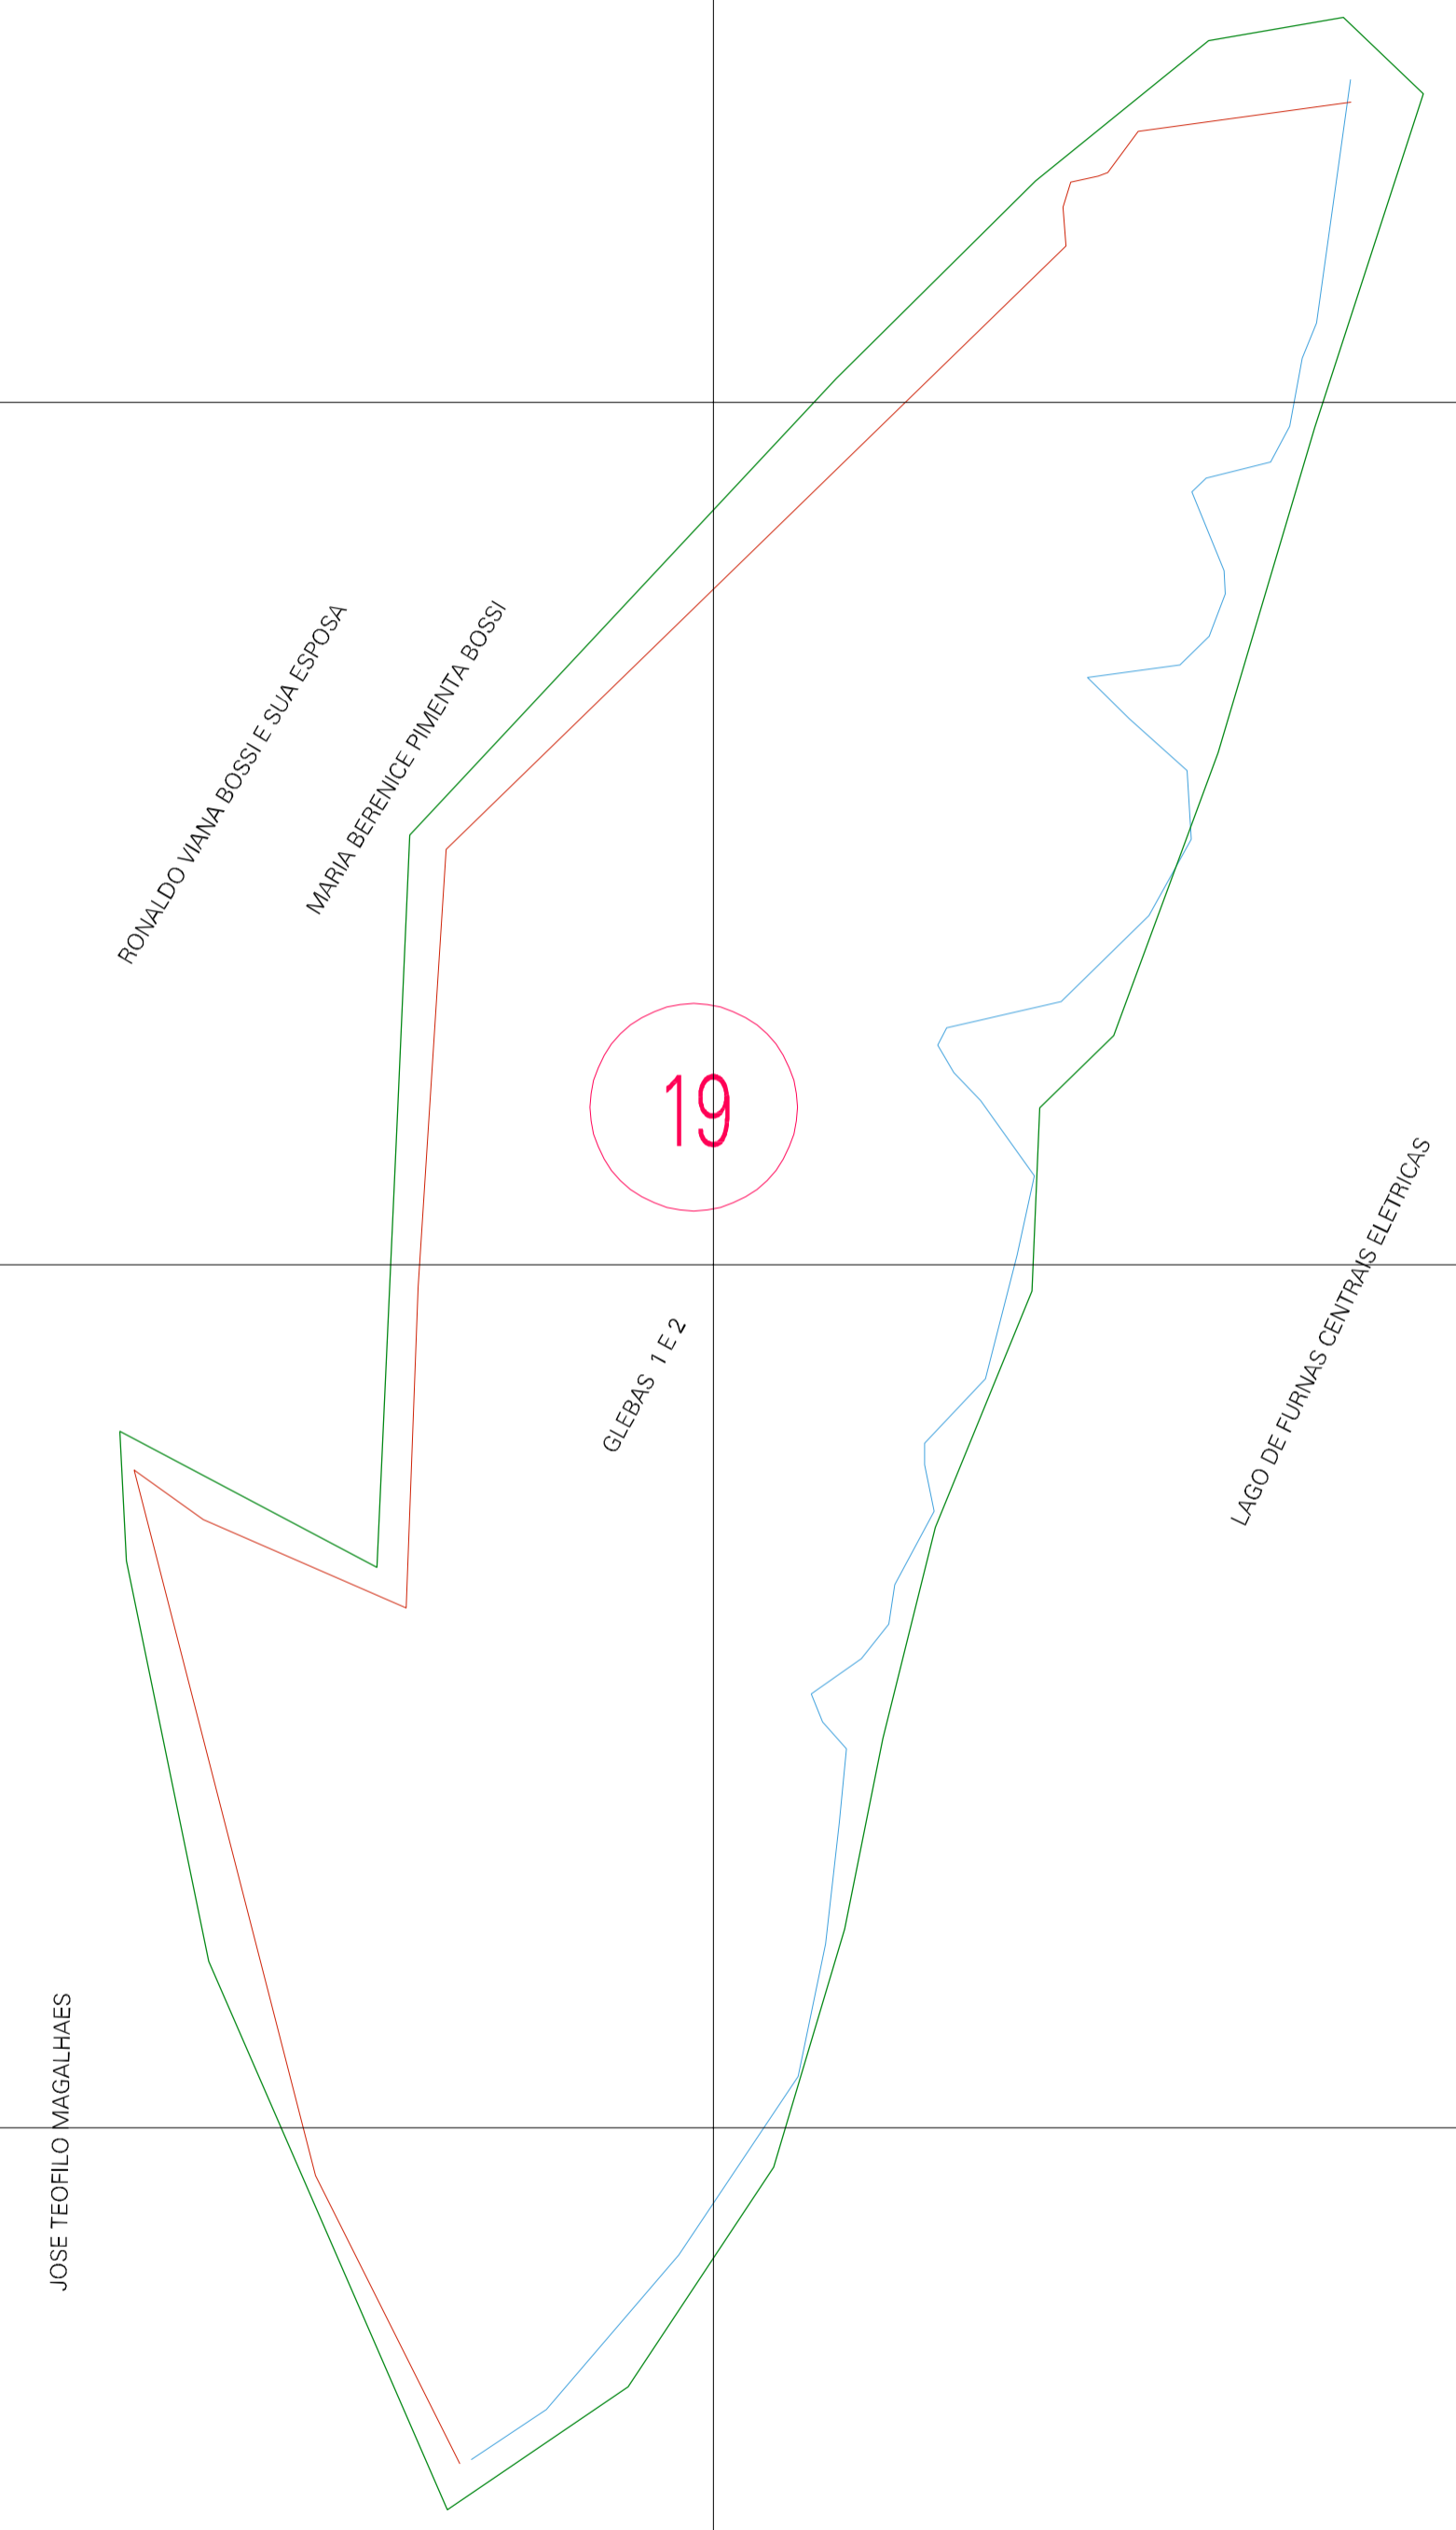 RONALDO VIANA BOSSI E SUA ESPOSA
MARIA BERENICE PIMENTA BOSSI
19
GLEBAS 1 E 2
LAGO DE FURNAS CENTRAIS ELETRICAS
JOSE TEOFILO MAGALHAES